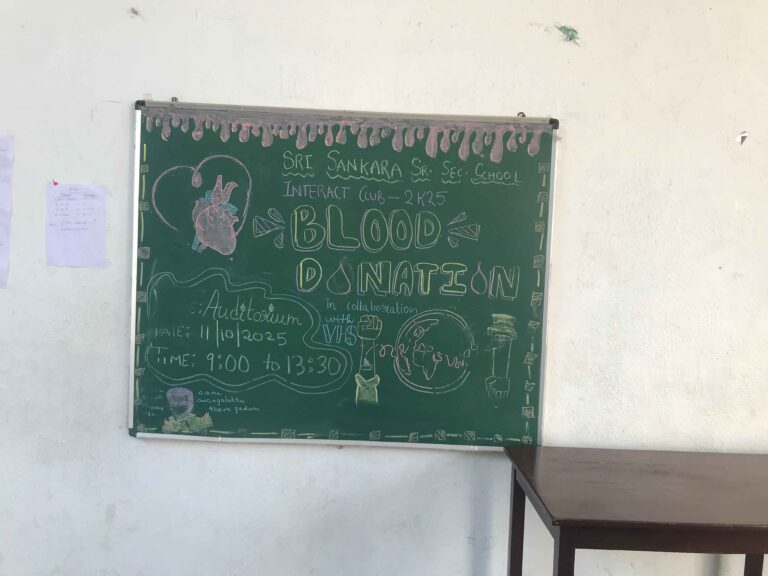 SRI SANKARA SR. SEC. SCHOOL
INTERACT CLUB - 2K25
BLOOD
DONATION
in collaboration
with
VHS
: Auditorium
DATE: 11/10/2025
TIME: 9:00 to 13:30